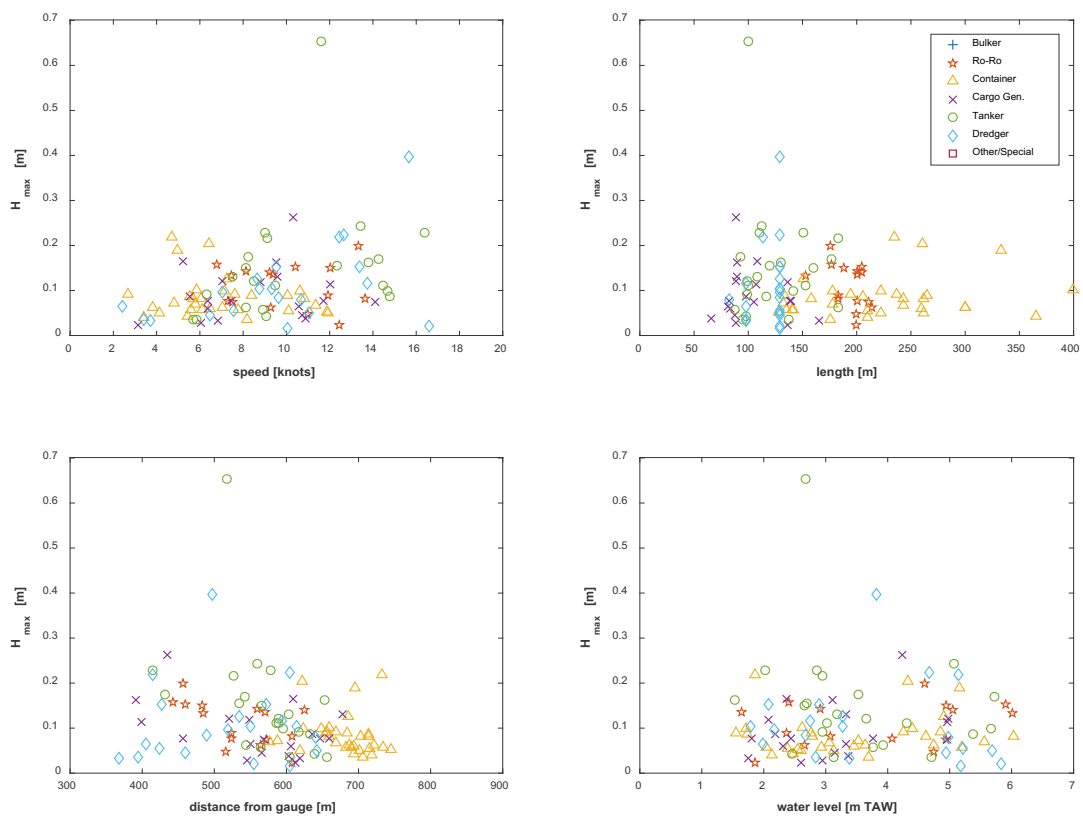 0.7
0.6
0.5
0.4
0.3
0.2
0.1
0
H max [m]
0 2 4 6 8 10 12 14 16 18 20
speed [knots]
0.7
0.6
0.5
0.4
0.3
0.2
0.1
0
H max [m]
0 50 100 150 200 250 300 350 400
length [m]
Bulker
Ro-Ro
Container
Cargo Gen.
Tanker
Dredger
Other/Special
0.7
0.6
0.5
0.4
0.3
0.2
0.1
0
H max [m]
300 400 500 600 700 800 900
distance from gauge [m]
0.7
0.6
0.5
0.4
0.3
0.2
0.1
0
H max [m]
0 1 2 3 4 5 6 7
water level [m TAW]